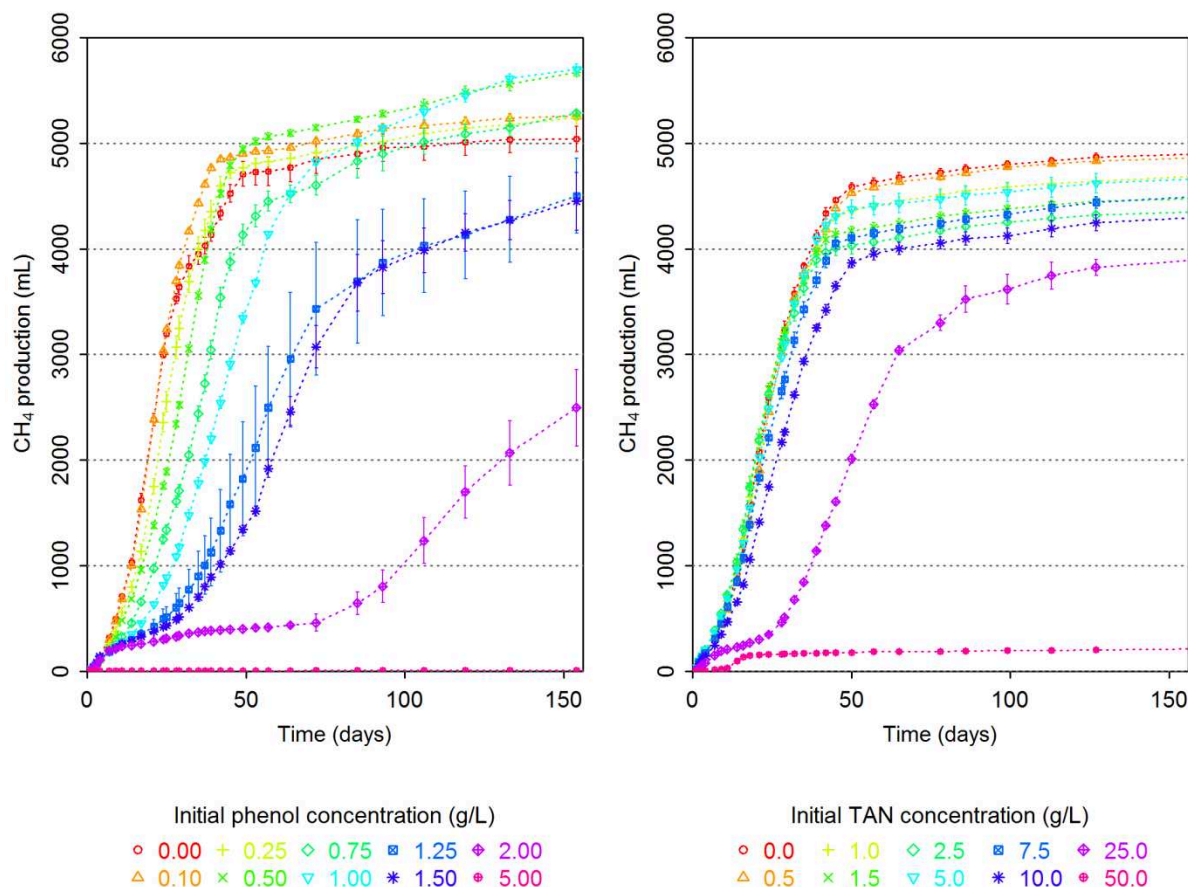 6000
5000
4000
3000
2000
1000
0
CH4 production (mL)
0 50 100 150
Time (days)
6000
5000
4000
3000
2000
1000
0
CH4 production (mL)
0 50 100 150
Time (days)
Initial phenol concentration (g/L)
0.00 0.25 0.75 1.25 2.00
0.10 0.50 1.00 1.50 5.00
Initial TAN concentration (g/L)
0.0 1.0 2.5 7.5 25.0
0.5 1.5 5.0 10.0 50.0